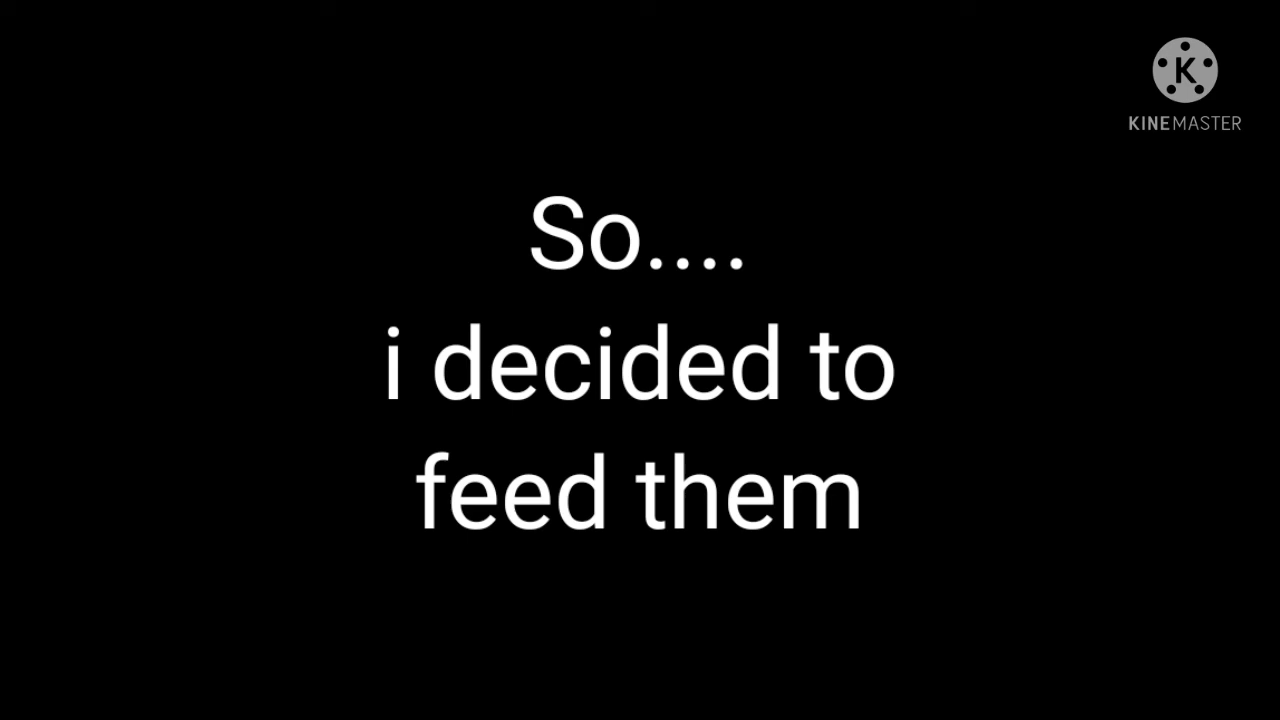 K
KINEMASTER
So....
i decided to
feed them